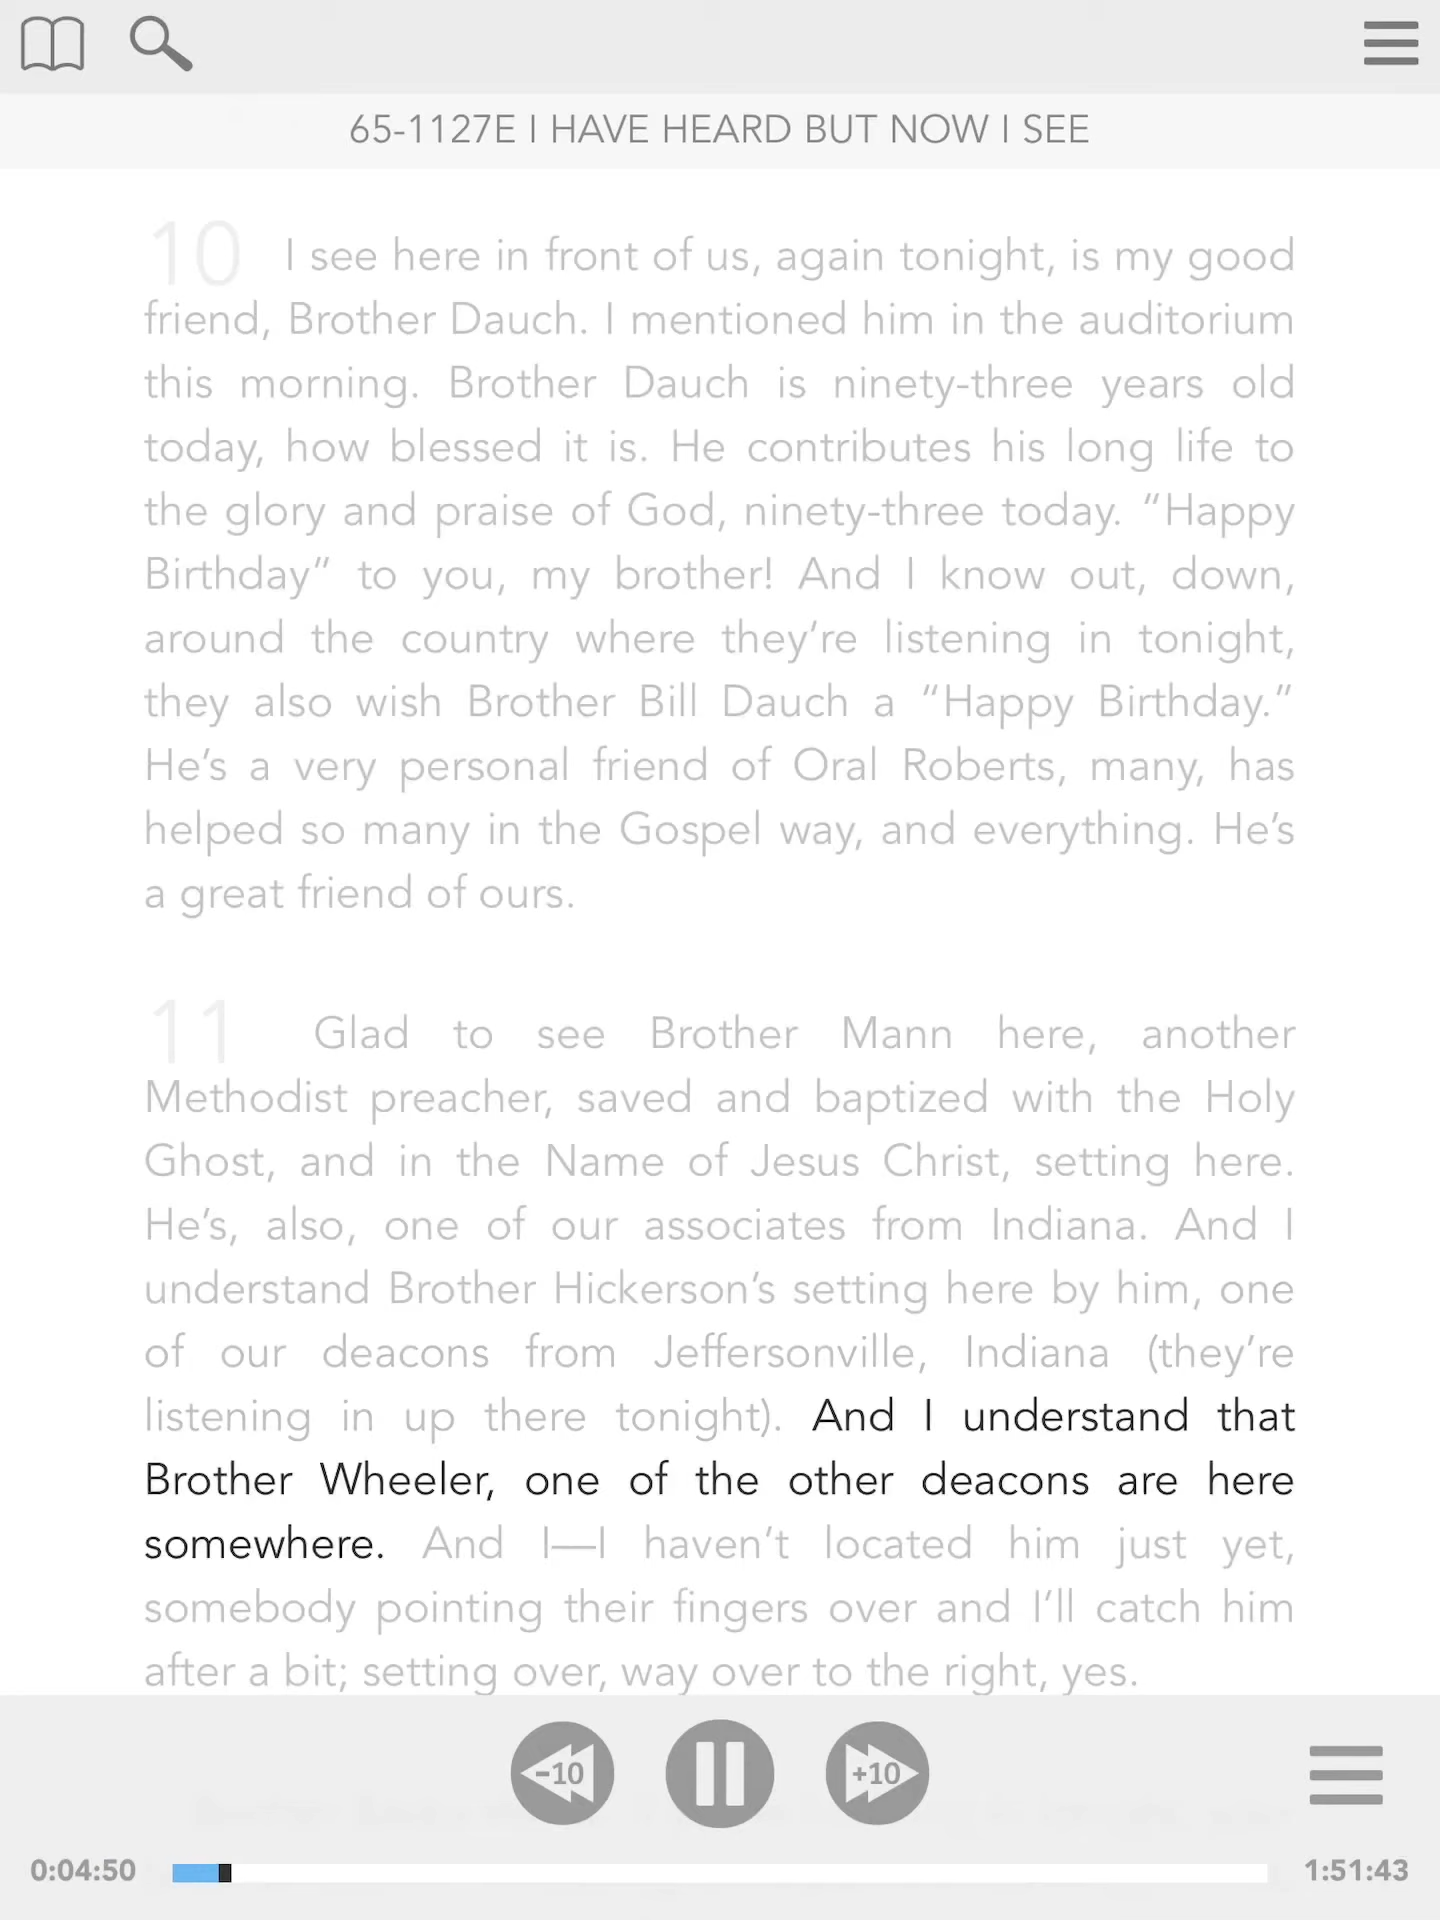 65-1127E I HAVE HEARD BUT NOW I SEE
10 I see here in front of us, again tonight, is my good
friend, Brother Dauch. I mentioned him in the auditorium
this morning. Brother Dauch is ninety-three years old
today, how blessed it is. He contributes his long life to
the glory and praise of God, ninety-three today. “Happy
Birthday” to you, my brother! And I know out, down,
around the country where they’re listening in tonight,
they also wish Brother Bill Dauch a “Happy Birthday.”
He’s a very personal friend of Oral Roberts, many, has
helped so many in the Gospel way, and everything. He’s
a great friend of ours.
11 Glad to see Brother Mann here, another
Methodist preacher, saved and baptized with the Holy
Ghost, and in the Name of Jesus Christ, setting here.
He’s, also, one of our associates from Indiana. And I
understand Brother Hickerson’s setting here by him, one
of our deacons from Jeffersonville, Indiana (they’re
listening in up there tonight). And I understand that
Brother Wheeler, one of the other deacons are here
somewhere. And I—I haven’t located him just yet,
somebody pointing their fingers over and I’ll catch him
after a bit; setting over, way over to the right, yes.
-10 +10
0:04:50 1:51:43